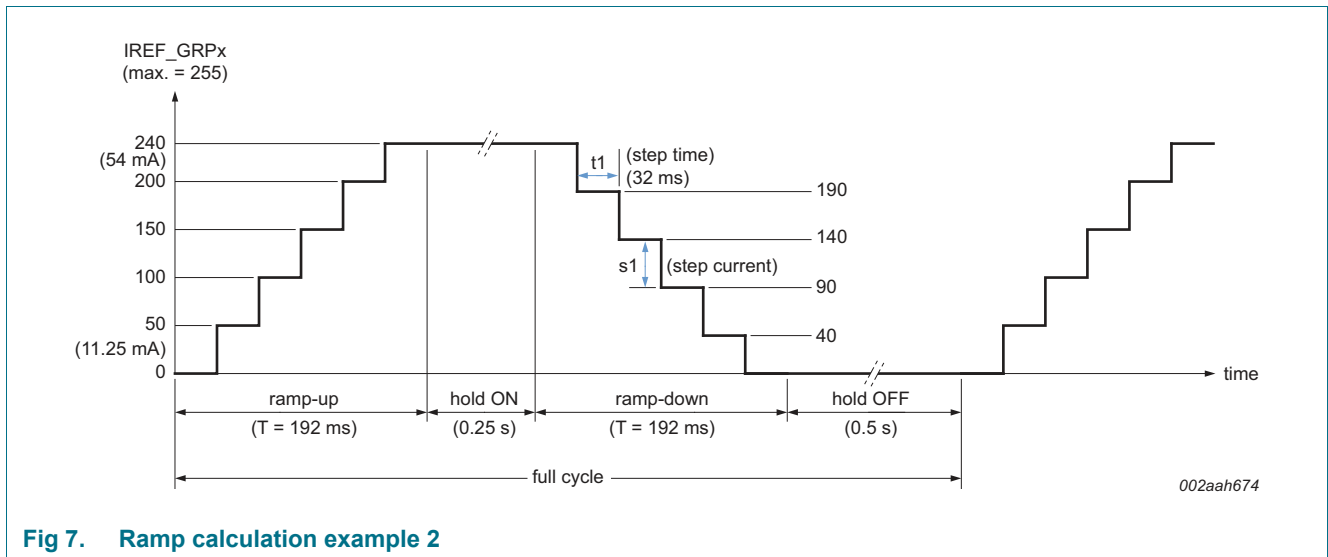 IREF_GRPx
(max. = 255)
240
(54 mA)
200
150
100
50
(11.25 mA)
0
t1
(step time)
(32 ms)
190
140
s1
(step current)
90
40
time
ramp-up
(T = 192 ms)
hold ON
(0.25 s)
ramp-down
(T = 192 ms)
hold OFF
(0.5 s)
full cycle
002aah674
Fig 7. Ramp calculation example 2